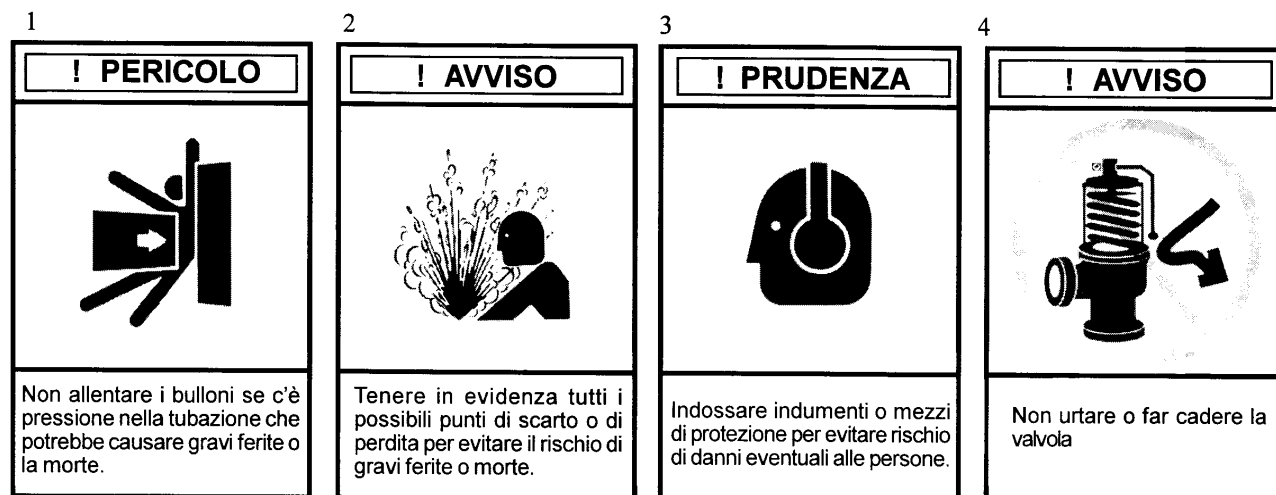 1
! PERICOLO
Non allentare i bulloni se c'è
pressione nella tubazione che
potrebbe causare gravi ferite o
la morte.
2
! AVVISO
Tenere in evidenza tutti i
possibili punti di scarto o di
perdita per evitare il rischio di
gravi ferite o morte.
3
! PRUDENZA
Indossare indumenti o mezzi
di protezione per evitare rischio
di danni eventuali alle persone.
4
! AVVISO
Non urtare o far cadere la
valvola